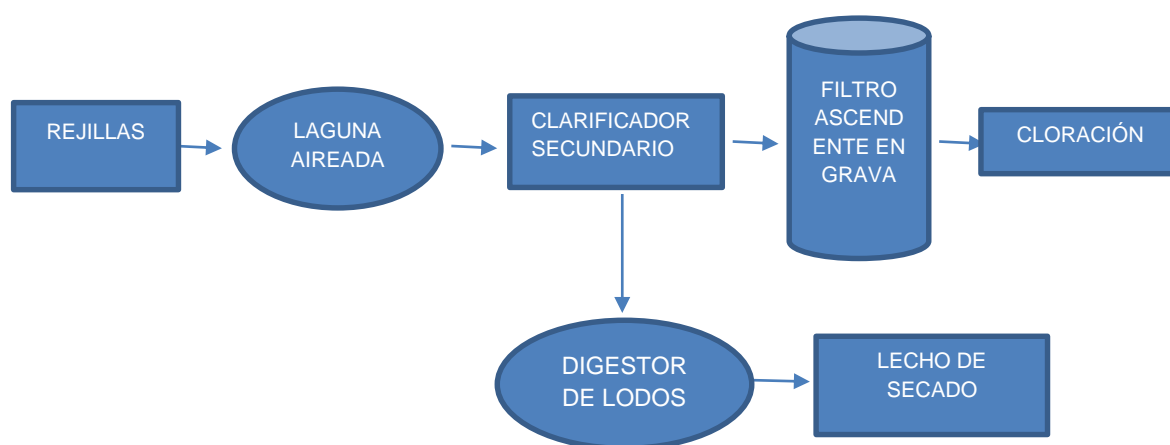 REJILLAS
LAGUNA
AIREADA
CLARIFICADOR
SECUNDARIO
FILTRO
ASCEND
ENTE EN
GRAVA
CLORACIÓN
DIGESTOR
DE LODOS
LECHO DE
SECADO